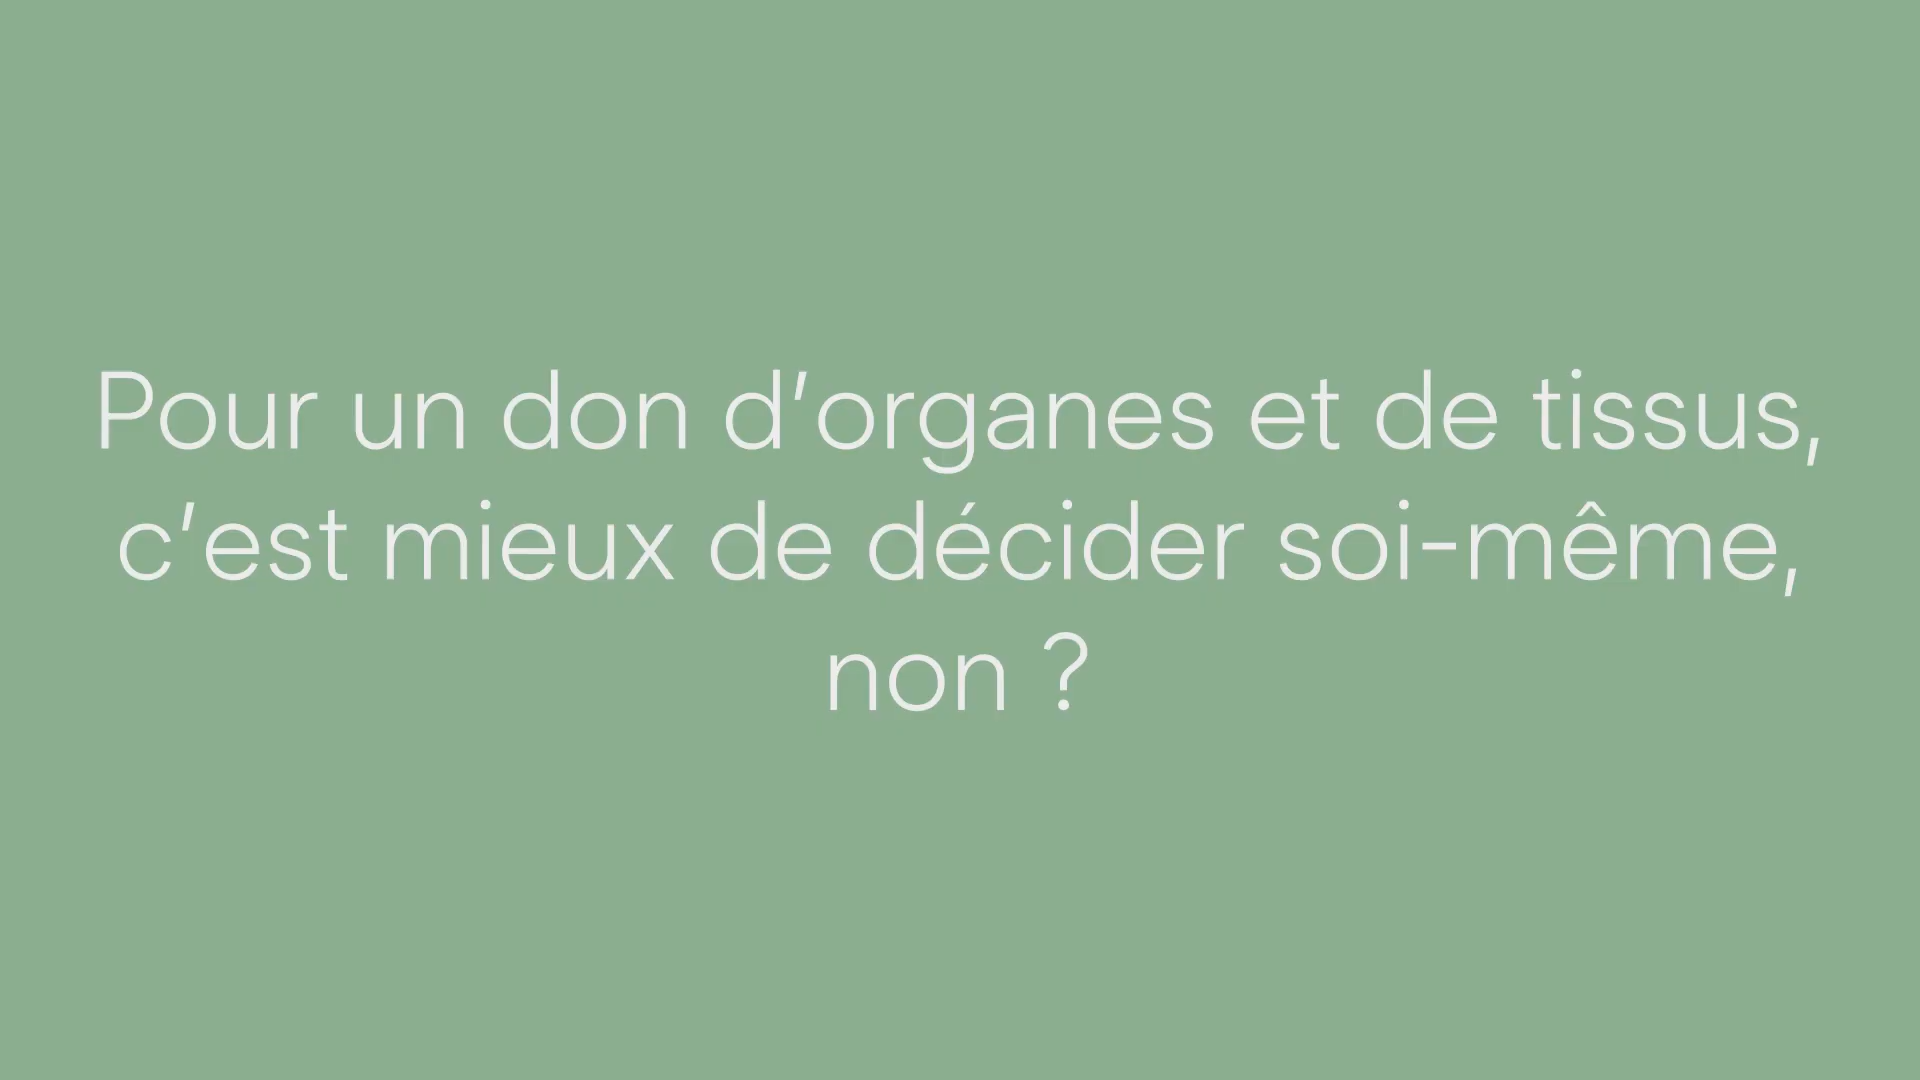 Pour un don d’organes et de tissus,
c’est mieux de décider soi-même,
non ?